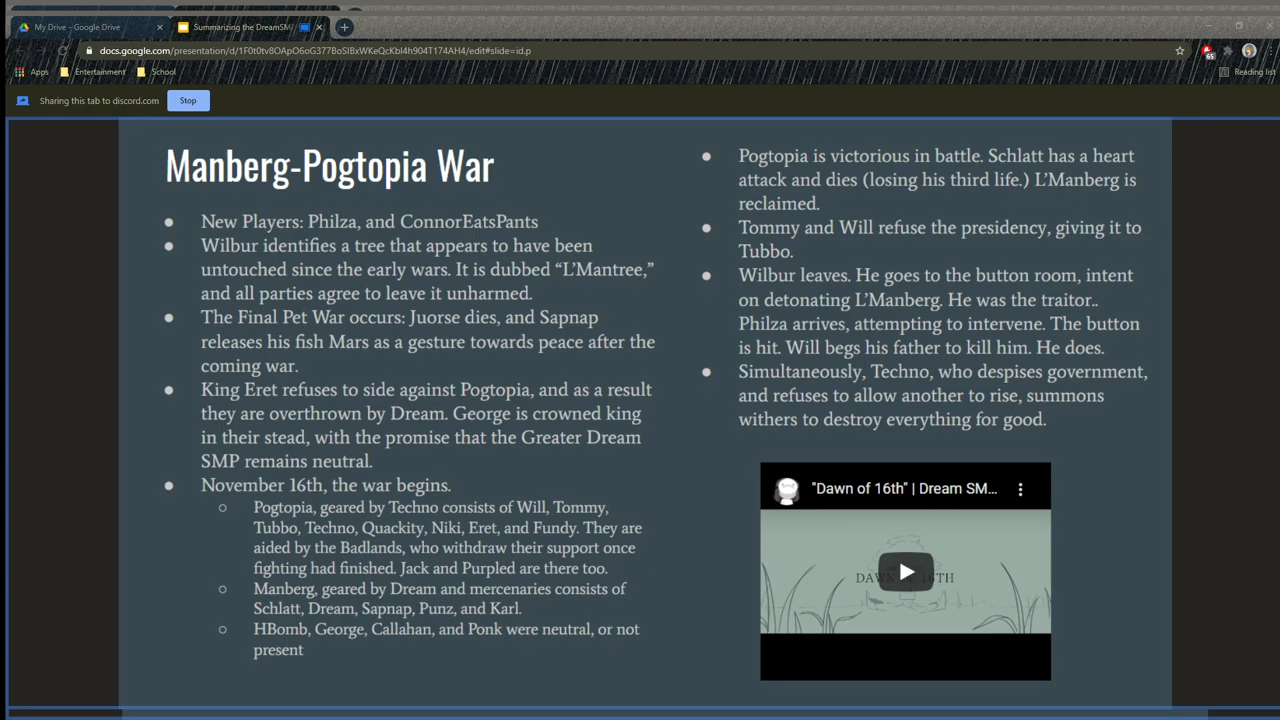 My Drive - Google Drive
Summarizing the DreamSM
docs.google.com/presentation/d/1F0t0tv8OApO6oG377BoSIBxWKeQcKbl4h904T174AH4/edit#slide=id.p
65
Apps
Entertainment
School
Reading list
Sharing this tab to discord.com
Stop
Manberg-Pogtopia War
● New Players: Philza, and ConnorEatsPants
● Wilbur identifies a tree that appears to have been
untouched since the early wars. It is dubbed “L’Mantree,”
and all parties agree to leave it unharmed.
● The Final Pet War occurs: Juorse dies, and Sapnap
releases his fish Mars as a gesture towards peace after the
coming war.
● King Eret refuses to side against Pogtopia, and as a result
they are overthrown by Dream. George is crowned king
in their stead, with the promise that the Greater Dream
SMP remains neutral.
● November 16th, the war begins.
○ Pogtopia, geared by Techno consists of Will, Tommy,
Tubbo, Techno, Quackity, Niki, Eret, and Fundy. They are
aided by the Badlands, who withdraw their support once
fighting had finished. Jack and Purpled are there too.
○ Manberg, geared by Dream and mercenaries consists of
Schlatt, Dream, Sapnap, Punz, and Karl.
○ HBomb, George, Callahan, and Ponk were neutral, or not
present
● Pogtopia is victorious in battle. Schlatt has a heart
attack and dies (losing his third life.) L’Manberg is
reclaimed.
● Tommy and Will refuse the presidency, giving it to
Tubbo.
● Wilbur leaves. He goes to the button room, intent
on detonating L’Manberg. He was the traitor..
Philza arrives, attempting to intervene. The button
is hit. Will begs his father to kill him. He does.
● Simultaneously, Techno, who despises government,
and refuses to allow another to rise, summons
withers to destroy everything for good.
"Dawn of 16th" | Dream SM...
DAWN OF 16TH